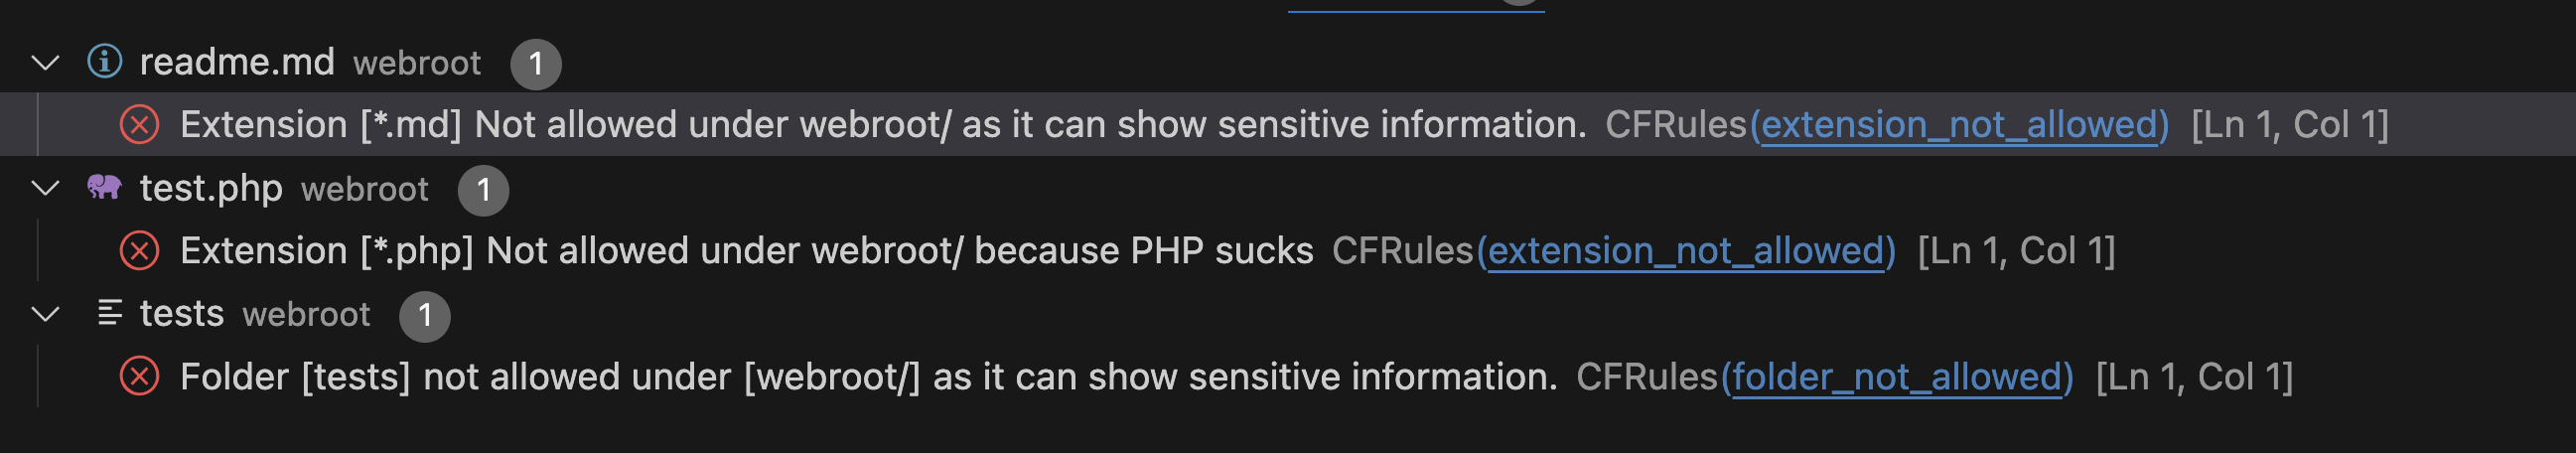 readme.md webroot 1
Extension [*.md] Not allowed under webroot/ as it can show sensitive information. CFRules(extension_not_allowed) [Ln 1, Col 1]
test.php webroot 1
Extension [*.php] Not allowed under webroot/ because PHP sucks CFRules(extension_not_allowed) [Ln 1, Col 1]
tests webroot 1
Folder [tests] not allowed under [webroot/] as it can show sensitive information. CFRules(folder_not_allowed) [Ln 1, Col 1]